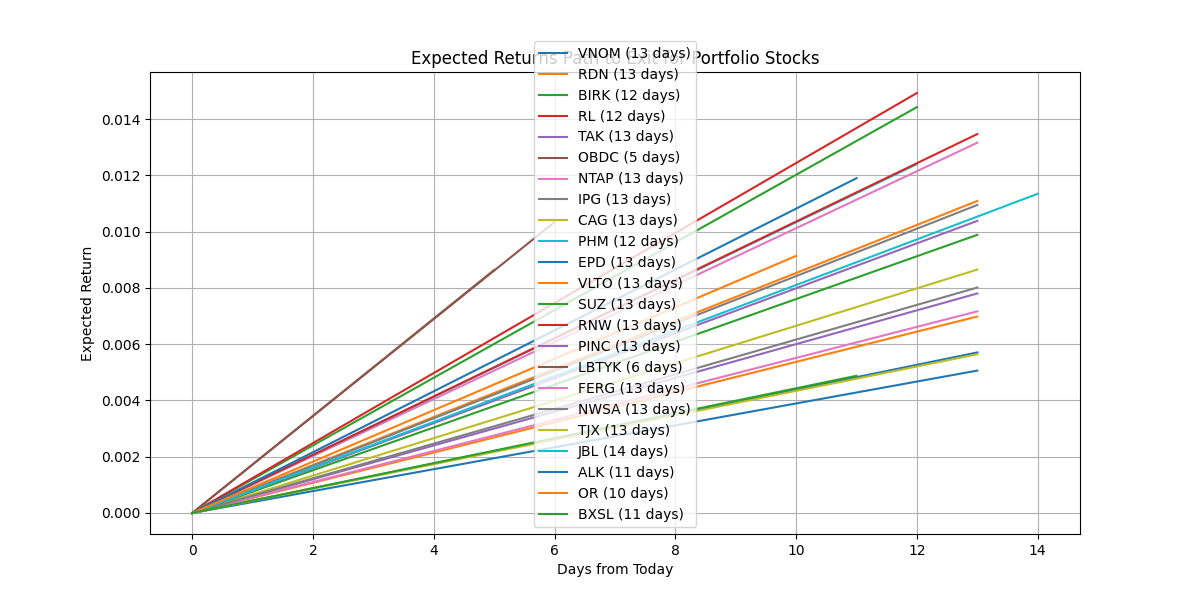 Expected Returns Path to Exit for Portfolio Stocks
VNOM (13 days)
RDN (13 days)
BIRK (12 days)
RL (12 days)
TAK (13 days)
OBDC (5 days)
NTAP (13 days)
IPG (13 days)
CAG (13 days)
PHM (12 days)
EPD (13 days)
VLTO (13 days)
SUZ (13 days)
RNW (13 days)
PINC (13 days)
LBTYK (6 days)
FERG (13 days)
NWSA (13 days)
TJX (13 days)
JBL (14 days)
ALK (11 days)
OR (10 days)
BXSL (11 days)
Expected Return
0.014
0.012
0.010
0.008
0.006
0.004
0.002
0.000
0 2 4 6 8 10 12 14
Days from Today